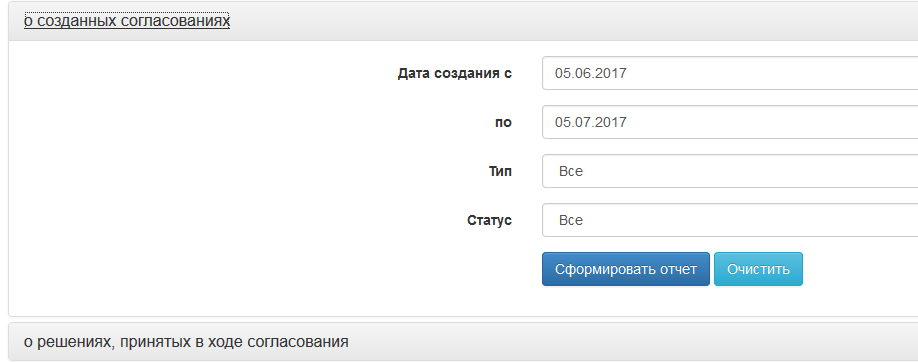 о созданных согласованиях
Дата создания с 05.06.2017
по 05.07.2017
Тип Все
Статус Все
Сформировать отчет Очистить
о решениях, принятых в ходе согласования